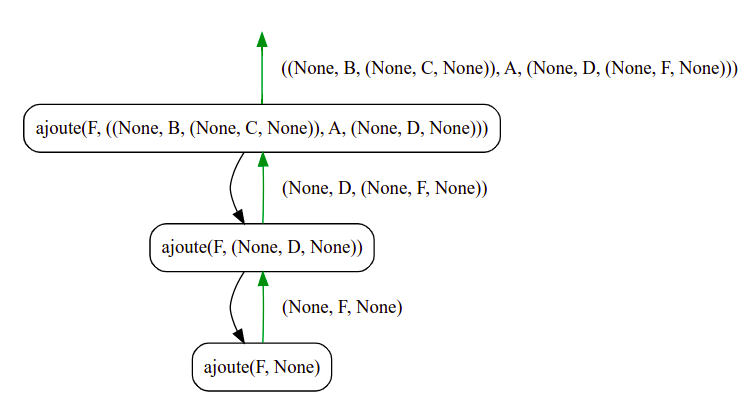 ((None, B, (None, C, None)), A, (None, D, (None, F, None)))
ajoute(F, ((None, B, (None, C, None)), A, (None, D, None)))
(None, D, (None, F, None))
ajoute(F, (None, D, None))
(None, F, None)
ajoute(F, None)